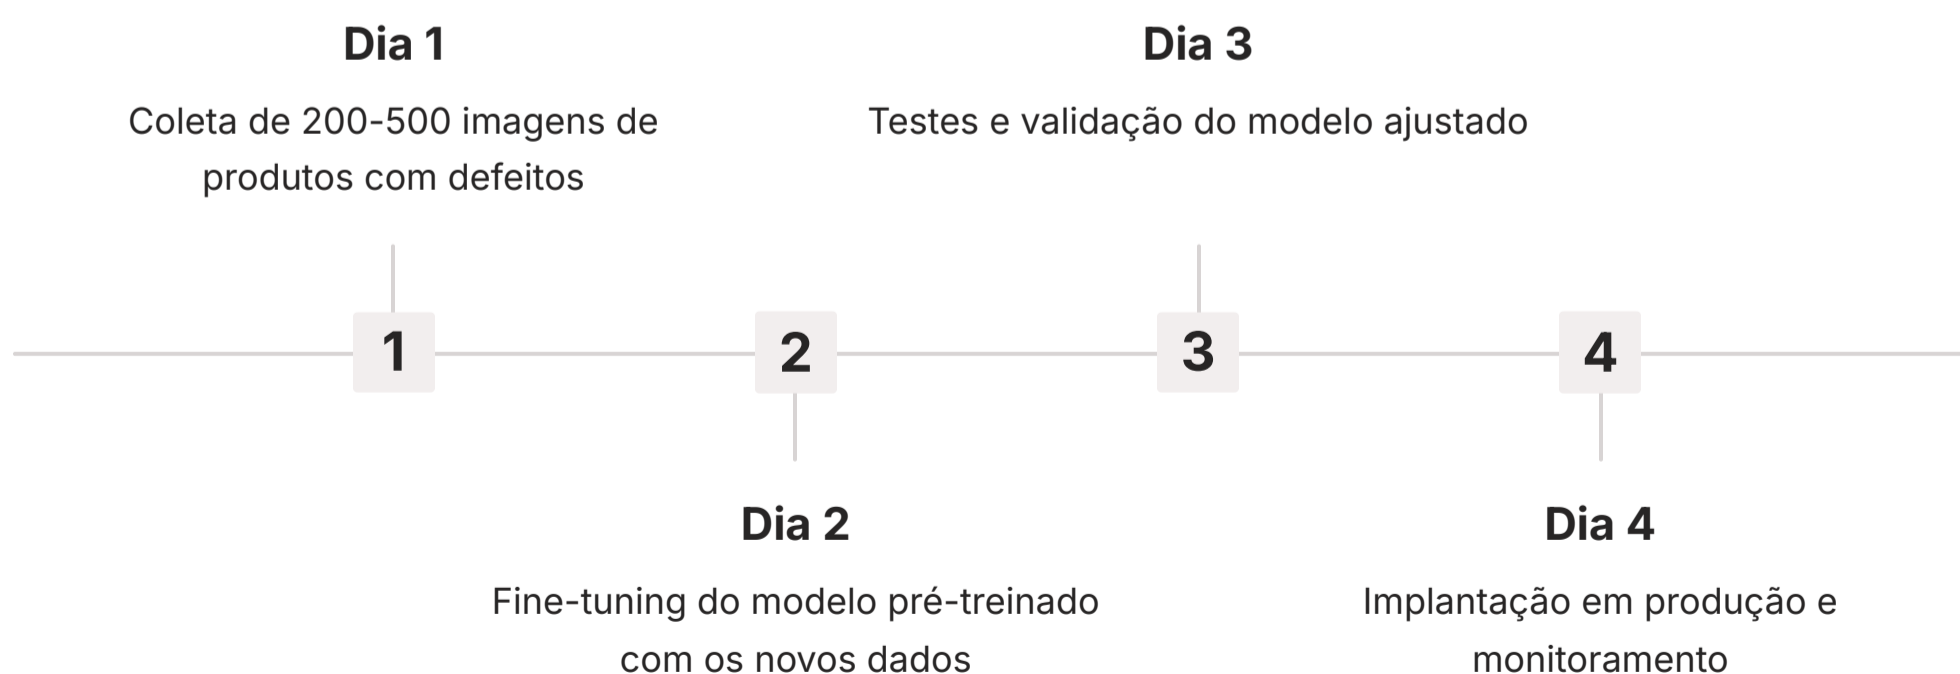 Dia 1
Coleta de 200-500 imagens de
produtos com defeitos
Dia 3
Testes e validação do modelo ajustado
1
2
3
4
Dia 2
Fine-tuning do modelo pré-treinado
com os novos dados
Dia 4
Implantação em produção e
monitoramento